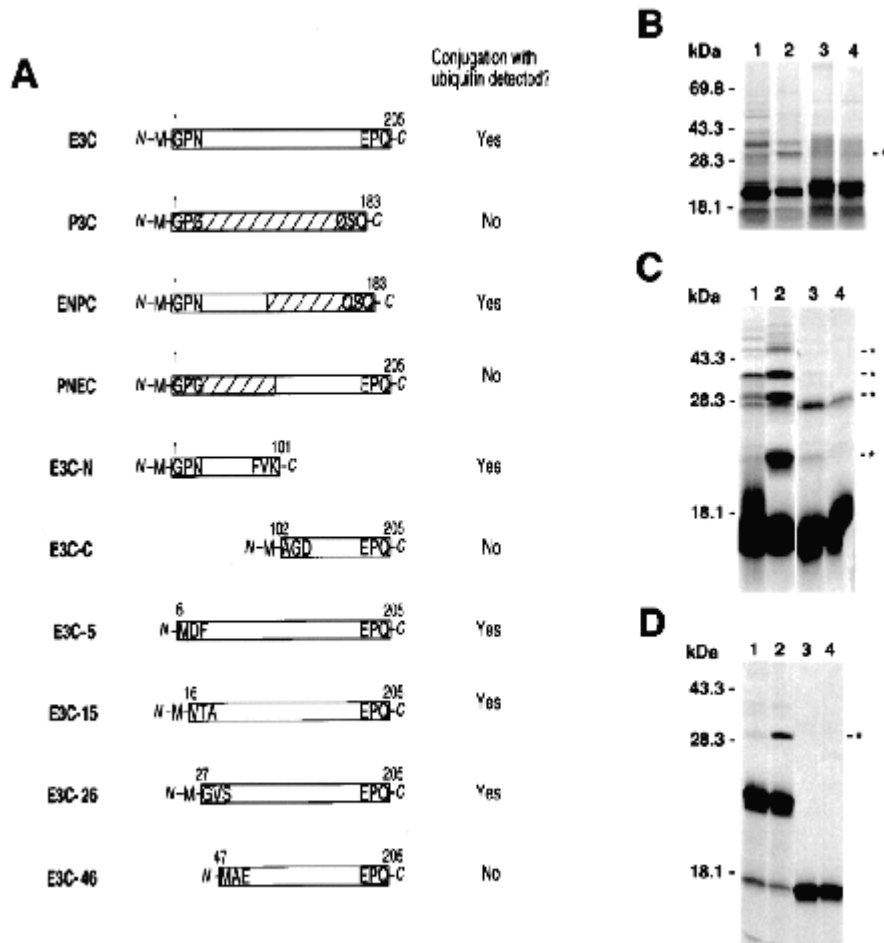 A
Conjugation with
ubiquitin detected?
1 205
E3C N-M-GPN EPQ-C Yes
1 183
P3C N-M-GPG QSQ-C No
1 183
ENPC N-M-GPN QSQ-C Yes
1 205
PNEC N-M-GPG EPQ-C No
1 101
E3C-N N-M-GPN FVK-C Yes
102 205
E3C-C N-M-AGD EPQ-C No
6 205
E3C-5 N-MDF EPQ-C Yes
16 205
E3C-15 N-M-VTA EPQ-C Yes
27 205
E3C-26 N-M-GVS EPQ-C Yes
47 205
E3C-46 N-MAE EPQ-C No
B
kDa 1 2 3 4
69.8 -
43.3 -
28.3 - -*
18.1 -
C
kDa 1 2 3 4
-*
43.3 -
-*
28.3 - -*
-*
18.1 -
D
kDa 1 2 3 4
43.3 -
28.3 - -*
18.1 -